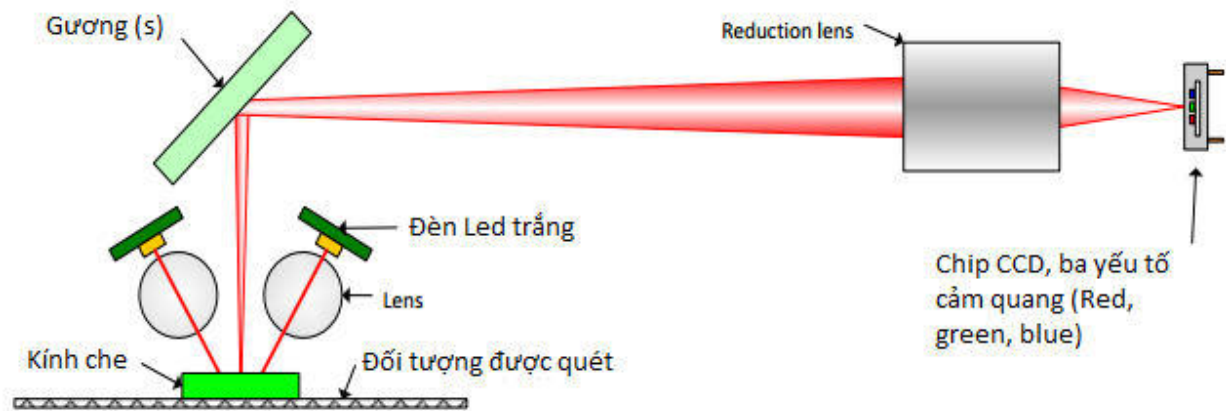 Gương (s)
Reduction lens
Đèn Led trắng
Lens
Chip CCD, ba yếu tố
cảm quang (Red,
green, blue)
Kính che
Đối tượng được quét